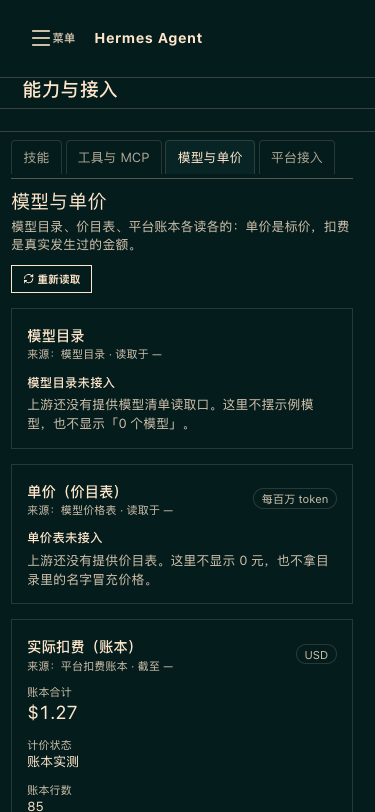 菜单
Hermes Agent
能力与接入
技能
工具与 MCP
模型与单价
平台接入
模型与单价
模型目录、价目表、平台账本各读各的：单价是标价，扣费
是真实发生过的金额。
重新读取
模型目录
来源：模型目录 · 读取于 —
模型目录未接入
上游还没有提供模型清单读取口。这里不摆示例模
型，也不显示「0 个模型」。
单价（价目表）
每百万 token
来源：模型价格表 · 读取于 —
单价表未接入
上游还没有提供价目表。这里不显示 0 元，也不拿目
录里的名字冒充价格。
实际扣费（账本）
USD
来源：平台扣费账本 · 截至 —
账本合计
$1.27
计价状态
账本实测
账本行数
85